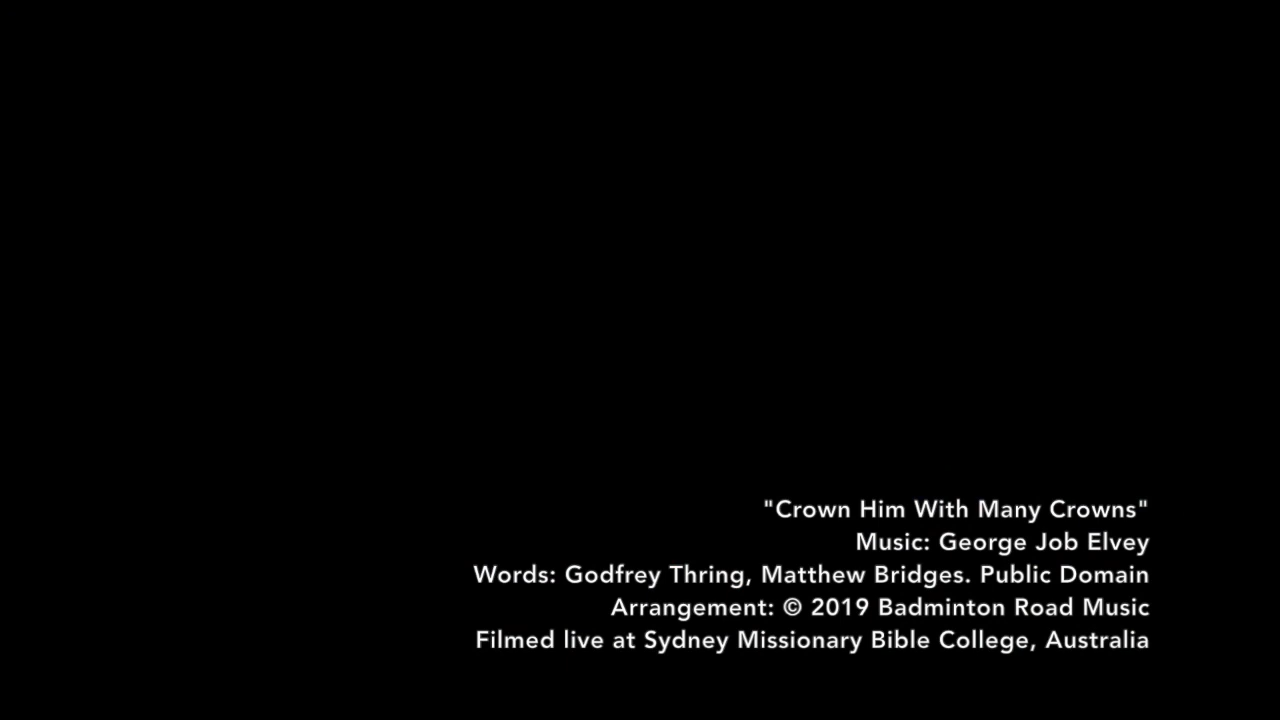 "Crown Him With Many Crowns"
Music: George Job Elvey
Words: Godfrey Thring, Matthew Bridges. Public Domain
Arrangement: © 2019 Badminton Road Music
Filmed live at Sydney Missionary Bible College, Australia